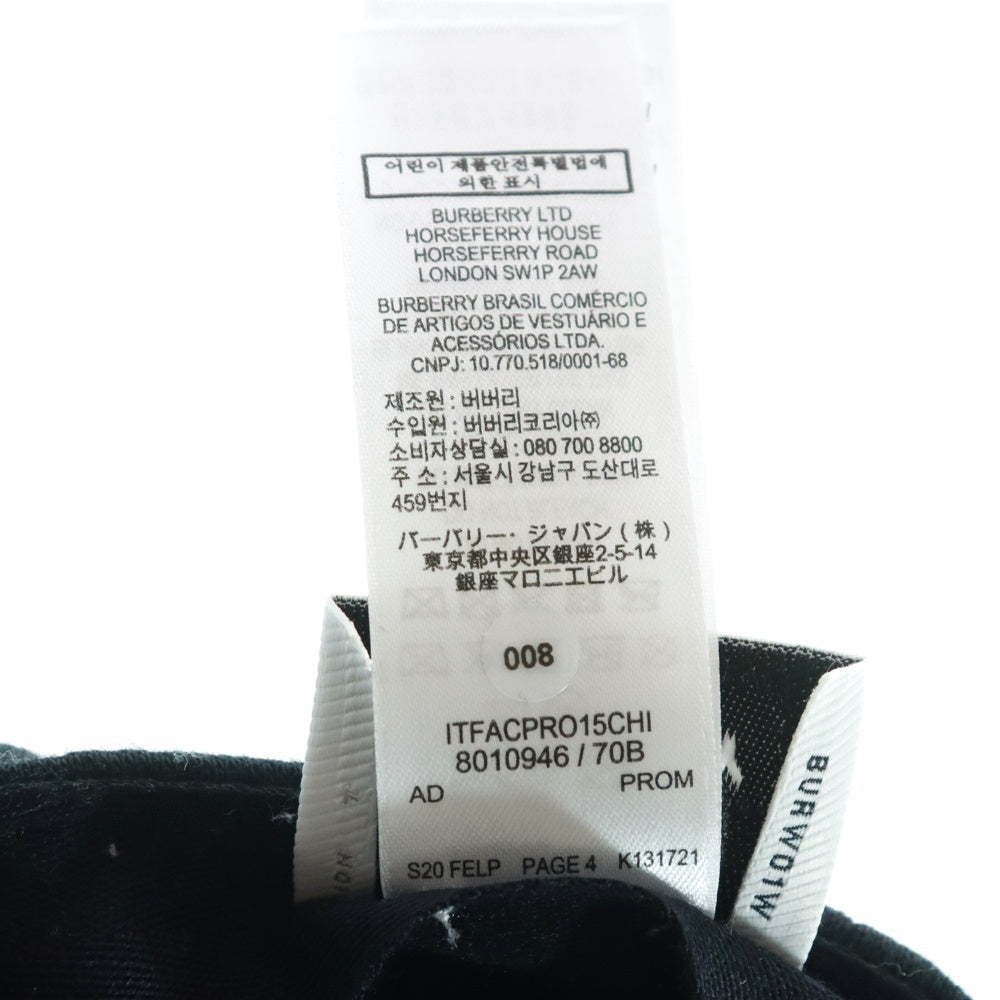 어린이 제품안전특별법에
의한 표시
BURBERRY LTD
HORSEFERRY HOUSE
HORSEFERRY ROAD
LONDON SW1P 2AW
BURBERRY BRASIL COMÉRCIO
DE ARTIGOS DE VESTUÁRIO E
ACESSÓRIOS LTDA.
CNPJ: 10.770.518/0001-68
제조원 : 버버리
수입원 : 버버리코리아㈜
소비자상담실 : 080 700 8800
주 소 : 서울시 강남구 도산대로
459번지
バーバリー・ジャパン ( 株 )
東京都中央区銀座2-5-14
銀座マロニエビル
008
ITFACPRO15CHI
8010946 / 70B
AD PROM
S20 FELP PAGE 4 K131721
BURW01W